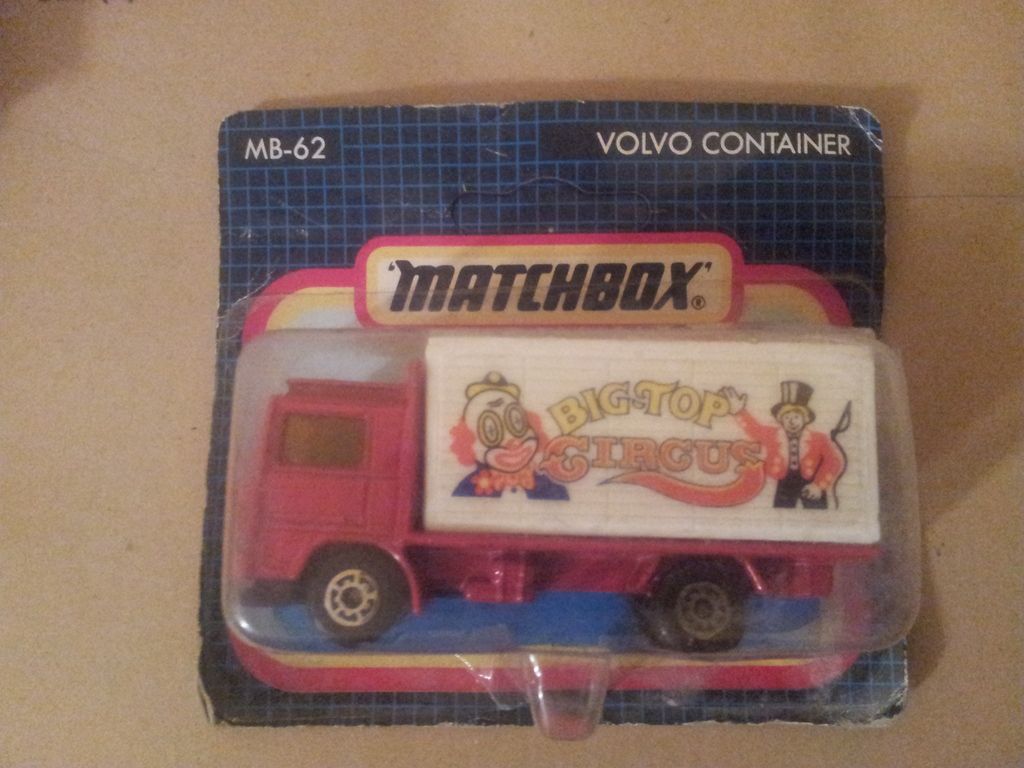 MB-62
VOLVO CONTAINER
'MATCHBOX'®
BIG TOP
CIRCUS